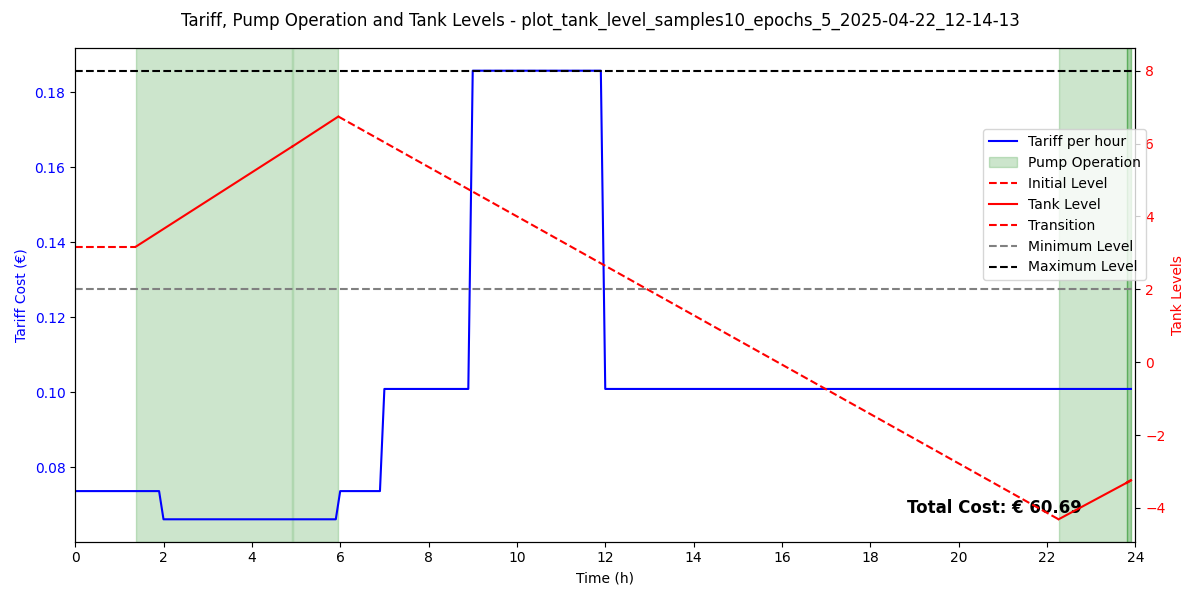 Tariff, Pump Operation and Tank Levels - plot_tank_level_samples10_epochs_5_2025-04-22_12-14-13
Tariff Cost (€)
0.18
0.16
0.14
0.12
0.10
0.08
8
6
4
2
0
−2
−4
Tank Levels
Tariff per hour
Pump Operation
Initial Level
Tank Level
Transition
Minimum Level
Maximum Level
Total Cost: € 60.69
0 2 4 6 8 10 12 14 16 18 20 22 24
Time (h)